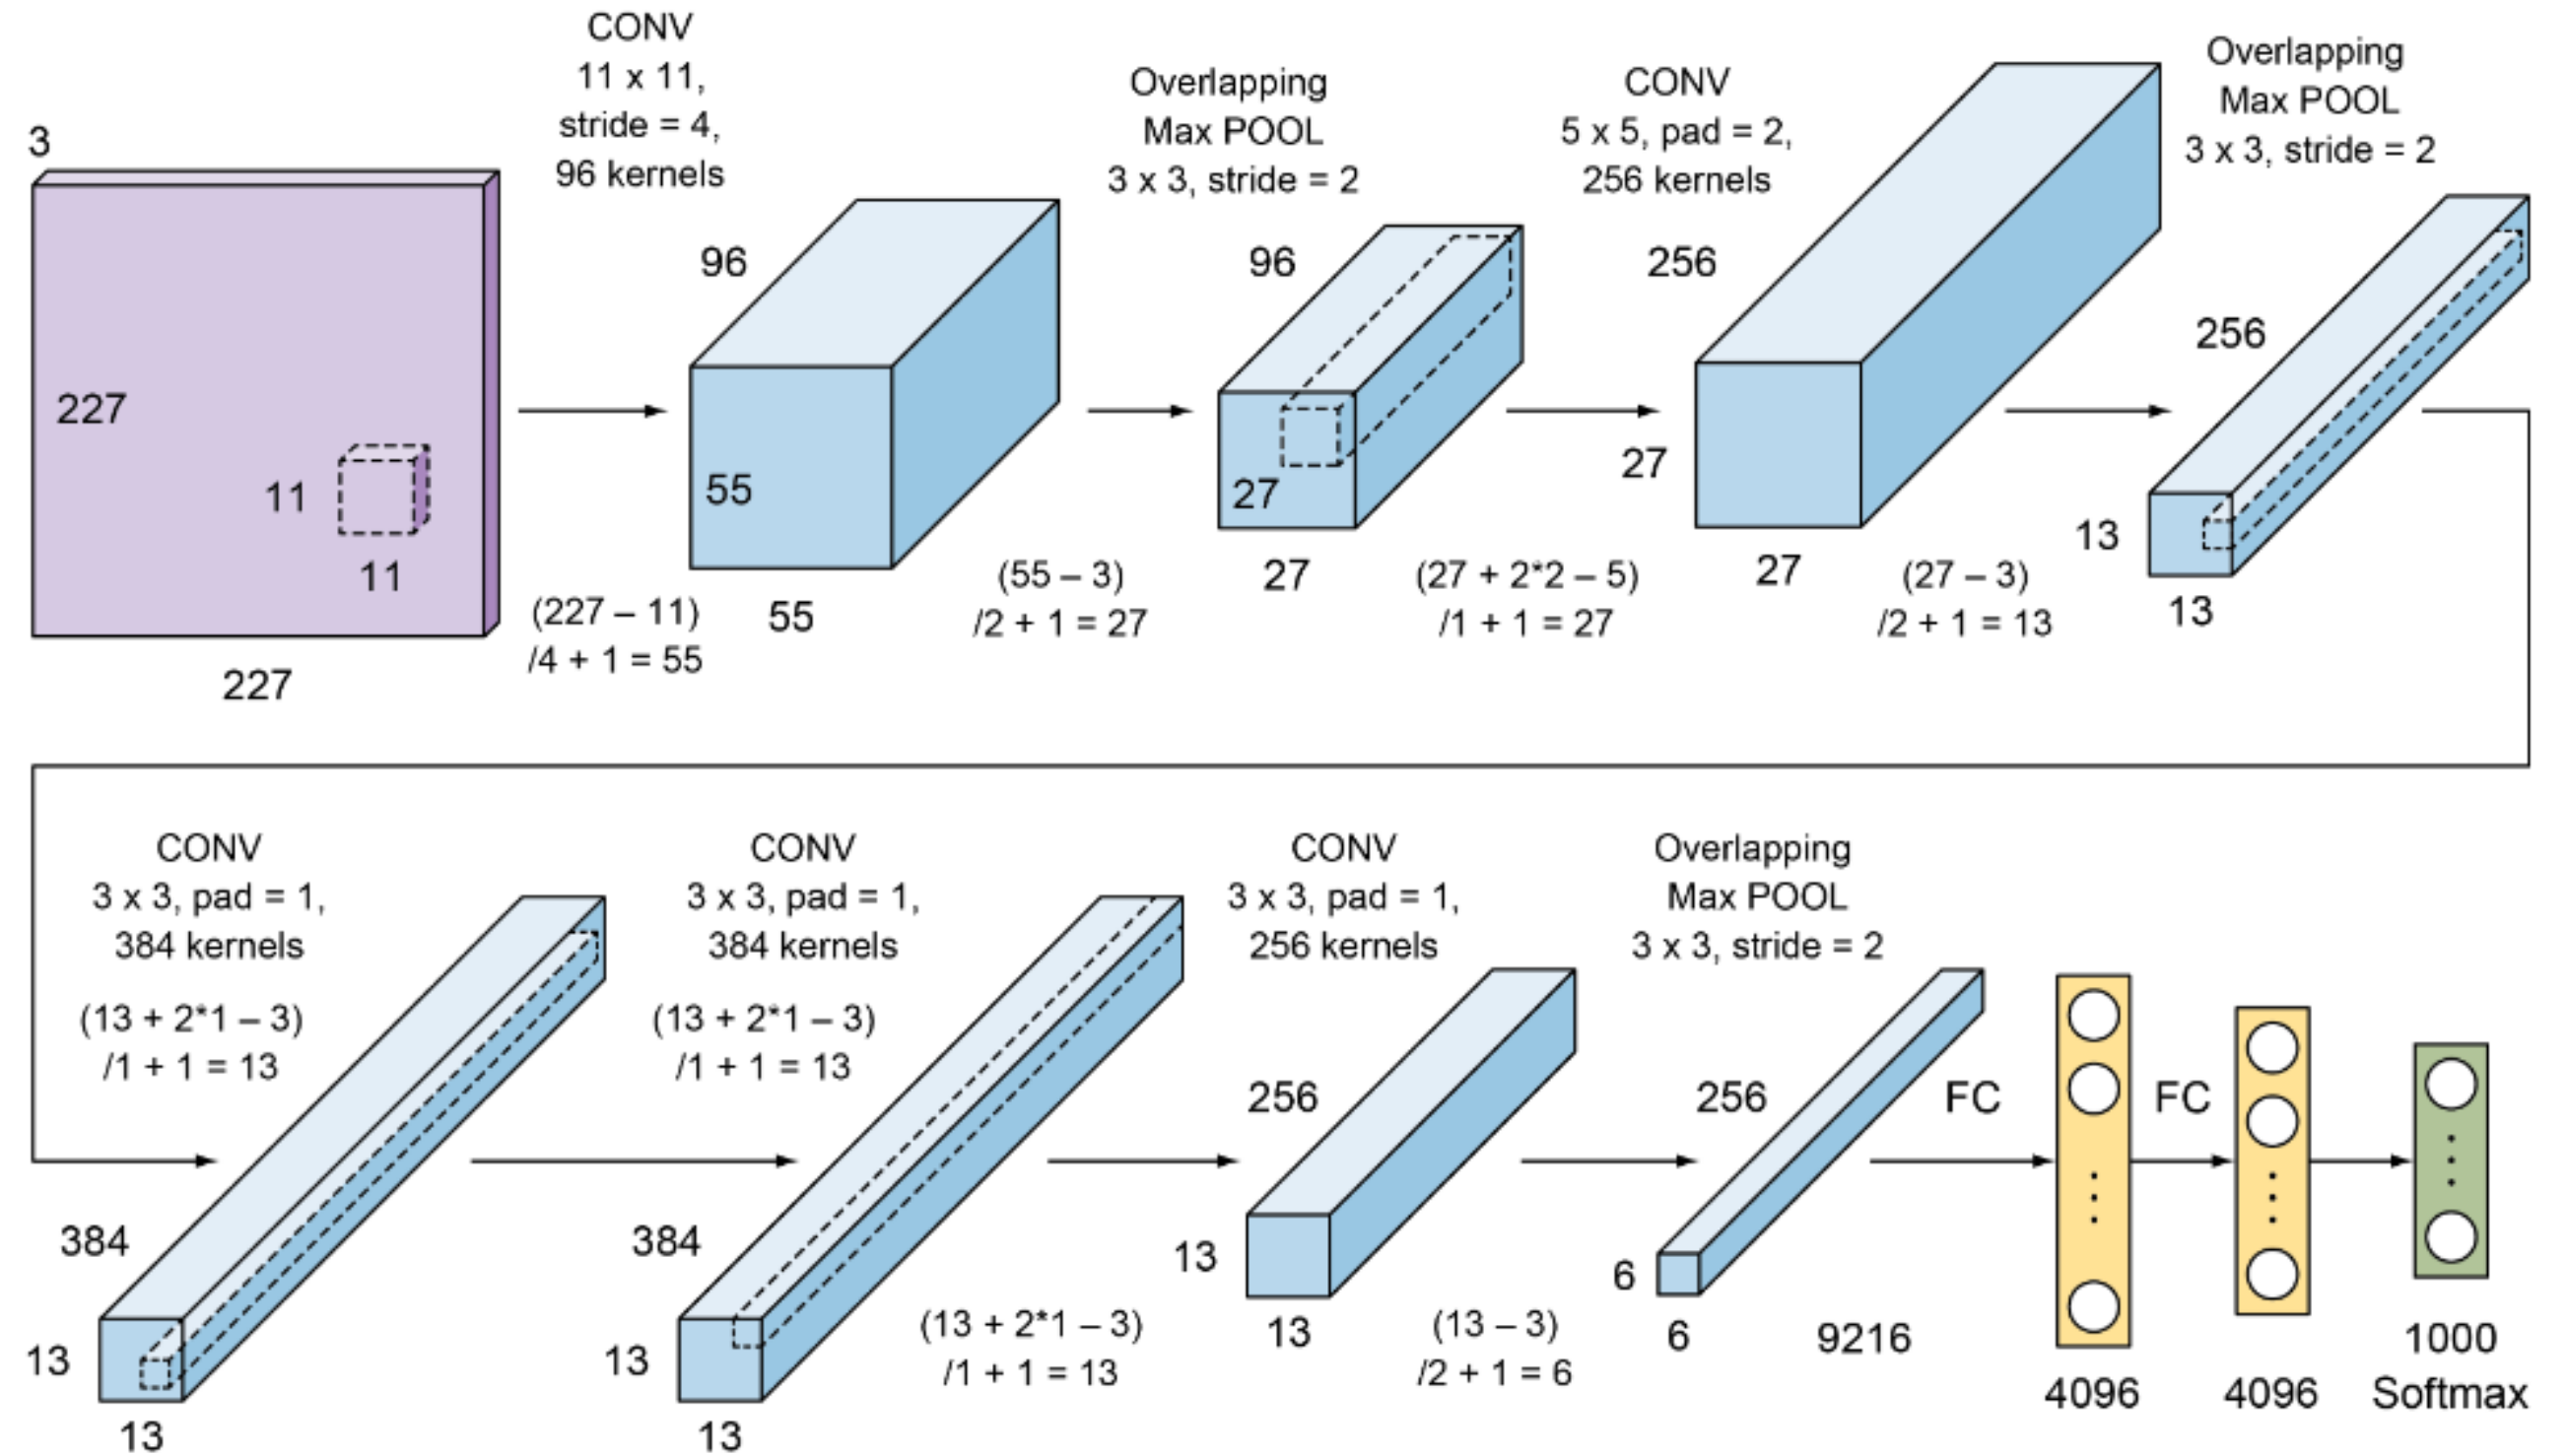 CONV
11 x 11,
stride = 4,
96 kernels
Overlapping
Max POOL
3 x 3, stride = 2
CONV
5 x 5, pad = 2,
256 kernels
Overlapping
Max POOL
3 x 3, stride = 2
3
227
11
11
227
(227 – 11)
/4 + 1 = 55
96
55
55
(55 – 3)
/2 + 1 = 27
96
27
27
(27 + 2*2 – 5)
/1 + 1 = 27
256
27
27
(27 – 3)
/2 + 1 = 13
256
13
13
CONV
3 x 3, pad = 1,
384 kernels
(13 + 2*1 – 3)
/1 + 1 = 13
384
13
13
CONV
3 x 3, pad = 1,
384 kernels
(13 + 2*1 – 3)
/1 + 1 = 13
384
13
13
CONV
3 x 3, pad = 1,
256 kernels
(13 + 2*1 – 3)
/1 + 1 = 13
256
13
13
Overlapping
Max POOL
3 x 3, stride = 2
(13 – 3)
/2 + 1 = 6
256
6
6
9216
FC
4096
FC
4096
1000
Softmax